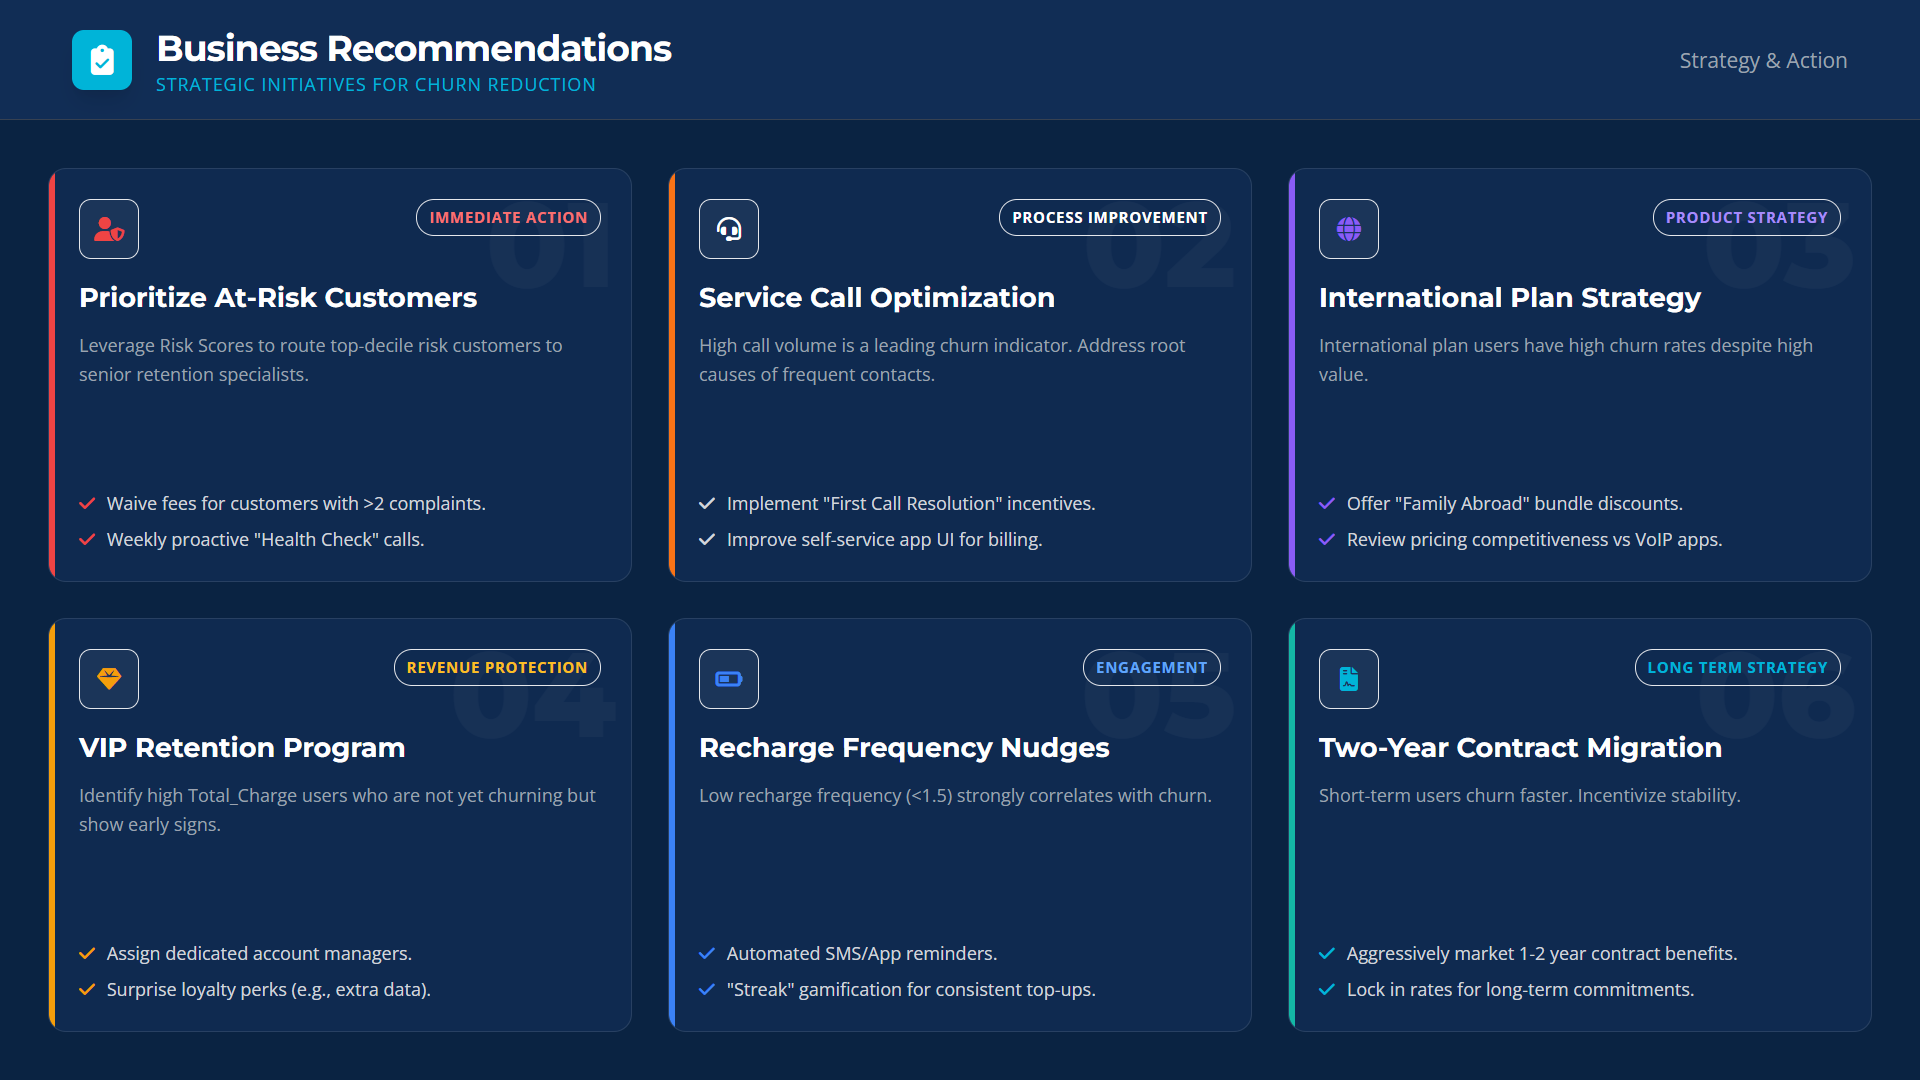 Business Recommendations
STRATEGIC INITIATIVES FOR CHURN REDUCTION
Strategy & Action
01
IMMEDIATE ACTION
Prioritize At-Risk Customers
Leverage Risk Scores to route top-decile risk customers to
senior retention specialists.
Waive fees for customers with >2 complaints.
Weekly proactive "Health Check" calls.
02
PROCESS IMPROVEMENT
Service Call Optimization
High call volume is a leading churn indicator. Address root
causes of frequent contacts.
Implement "First Call Resolution" incentives.
Improve self-service app UI for billing.
03
PRODUCT STRATEGY
International Plan Strategy
International plan users have high churn rates despite high
value.
Offer "Family Abroad" bundle discounts.
Review pricing competitiveness vs VoIP apps.
04
REVENUE PROTECTION
VIP Retention Program
Identify high Total_Charge users who are not yet churning but
show early signs.
Assign dedicated account managers.
Surprise loyalty perks (e.g., extra data).
05
ENGAGEMENT
Recharge Frequency Nudges
Low recharge frequency (<1.5) strongly correlates with churn.
Automated SMS/App reminders.
"Streak" gamification for consistent top-ups.
06
LONG TERM STRATEGY
Two-Year Contract Migration
Short-term users churn faster. Incentivize stability.
Aggressively market 1-2 year contract benefits.
Lock in rates for long-term commitments.